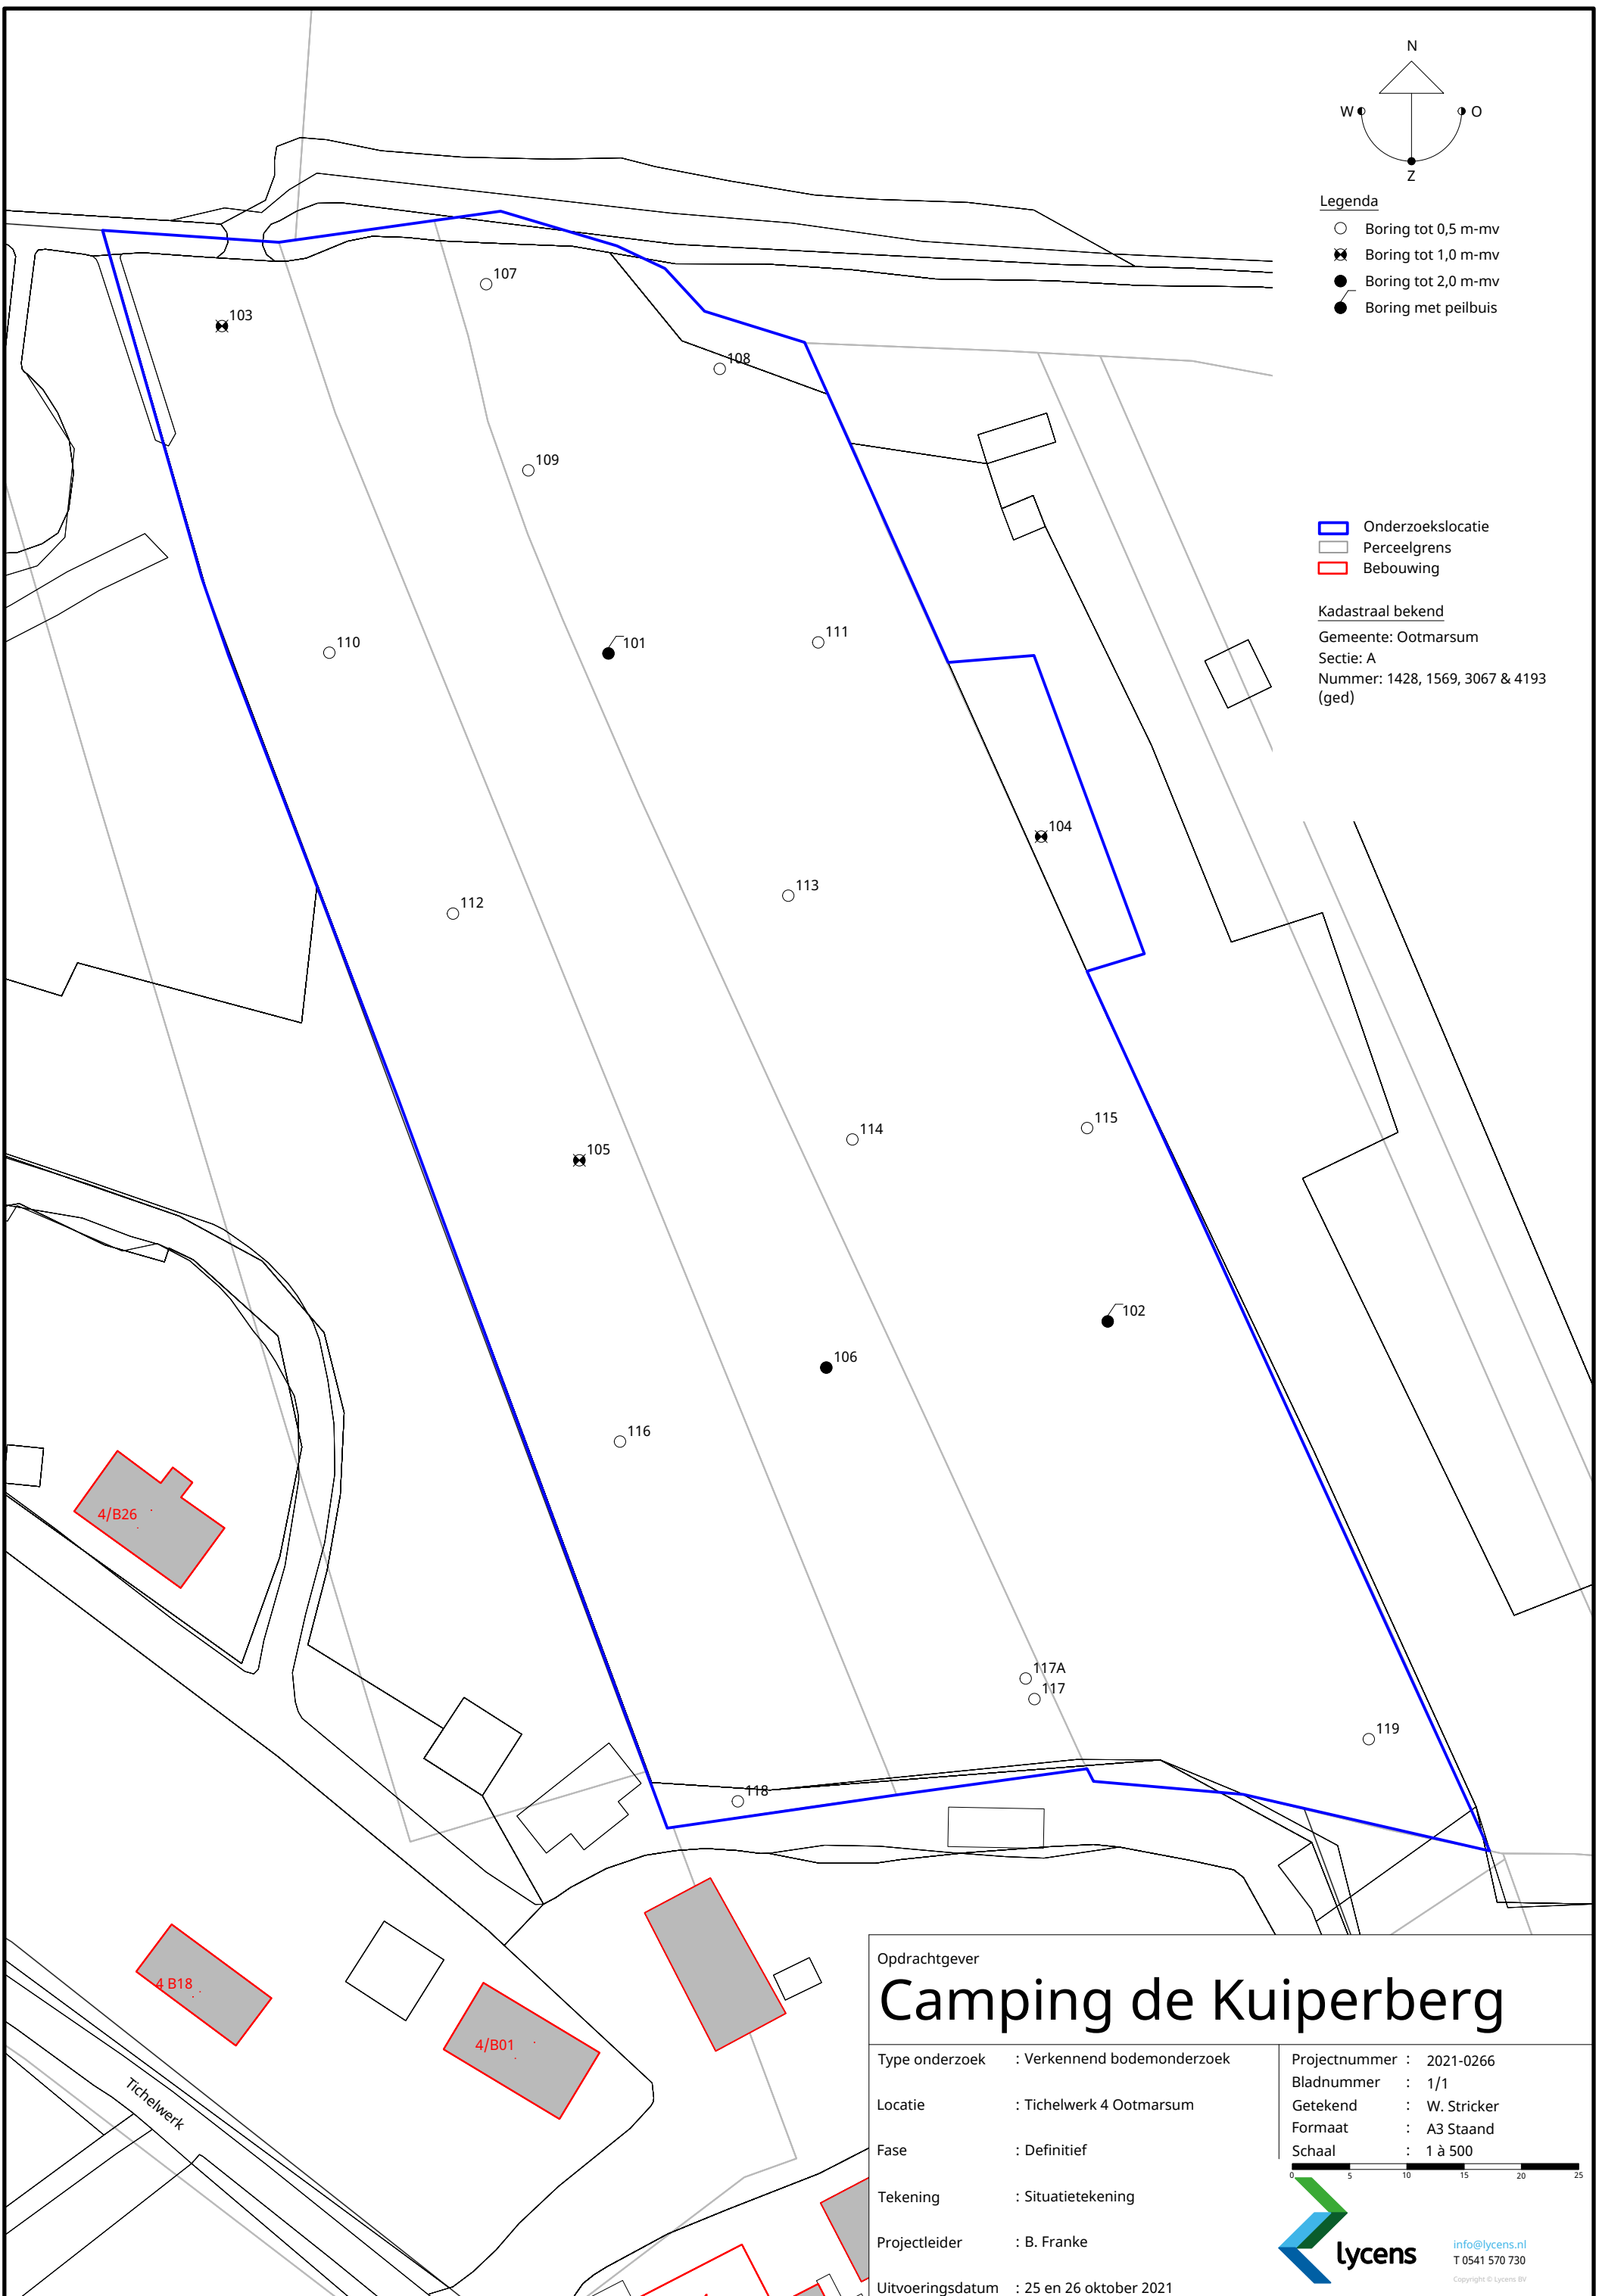 N
W
O
Z
Legenda
Boring tot 0,5 m-mv
Boring tot 1,0 m-mv
Boring tot 2,0 m-mv
Boring met peilbuis
107
103
108
109
110
101
111
104
112
113
114
115
105
102
106
116
117A
117
119
118
Onderzoekslocatie
Perceelgrens
Bebouwing
Kadastraal bekend
Gemeente: Ootmarsum
Sectie: A
Nummer: 1428, 1569, 3067 & 4193
(ged)
4/B26
4 B18
4/B01
Tichelwerk
Opdrachtgever
Camping de Kuiperberg
Type onderzoek : Verkennend bodemonderzoek
Locatie : Tichelwerk 4 Ootmarsum
Fase : Definitief
Tekening : Situatietekening
Projectleider : B. Franke
Uitvoeringsdatum : 25 en 26 oktober 2021
Projectnummer : 2021-0266
Bladnummer : 1/1
Getekend : W. Stricker
Formaat : A3 Staand
Schaal : 1 à 500
0 5 10 15 20 25
lycens
info@lycens.nl
T 0541 570 730
Copyright © Lycens BV